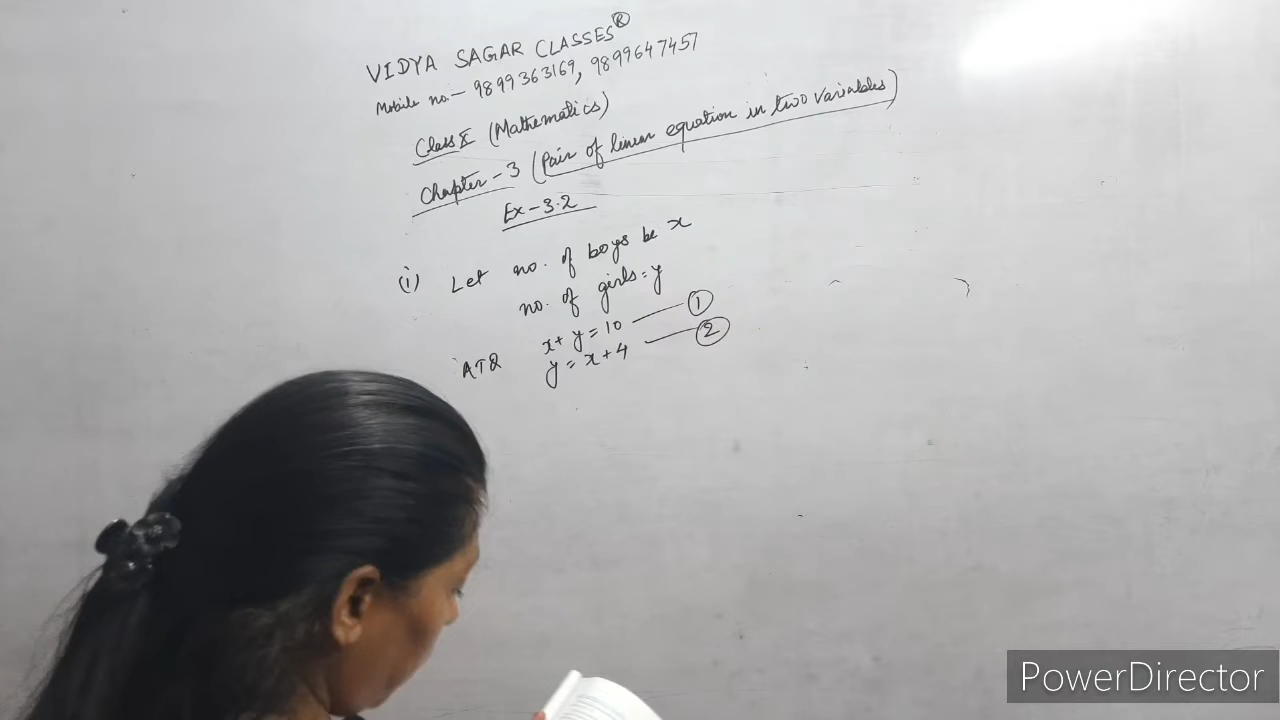 VIDYA SAGAR CLASSES®
Mobile no.- 9899363169, 9899647457
Class X (Mathematics)
Chapter - 3 (Pair of linear equation in two variables)
Ex - 3.2
(i) Let no. of boys be x
no. of girls = y
ATQ x + y = 10 — ①
y = x + 4 — ②
PowerDirector